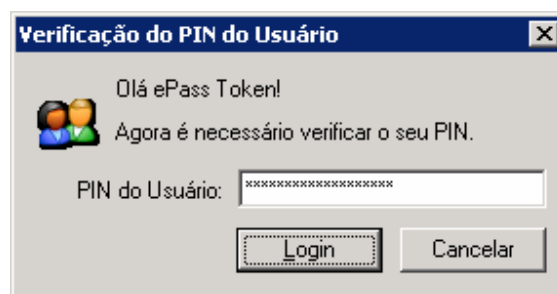 Verificação do PIN do Usuário
Olá ePass Token!
Agora é necessário verificar o seu PIN.
PIN do Usuário: *******************
Login Cancelar